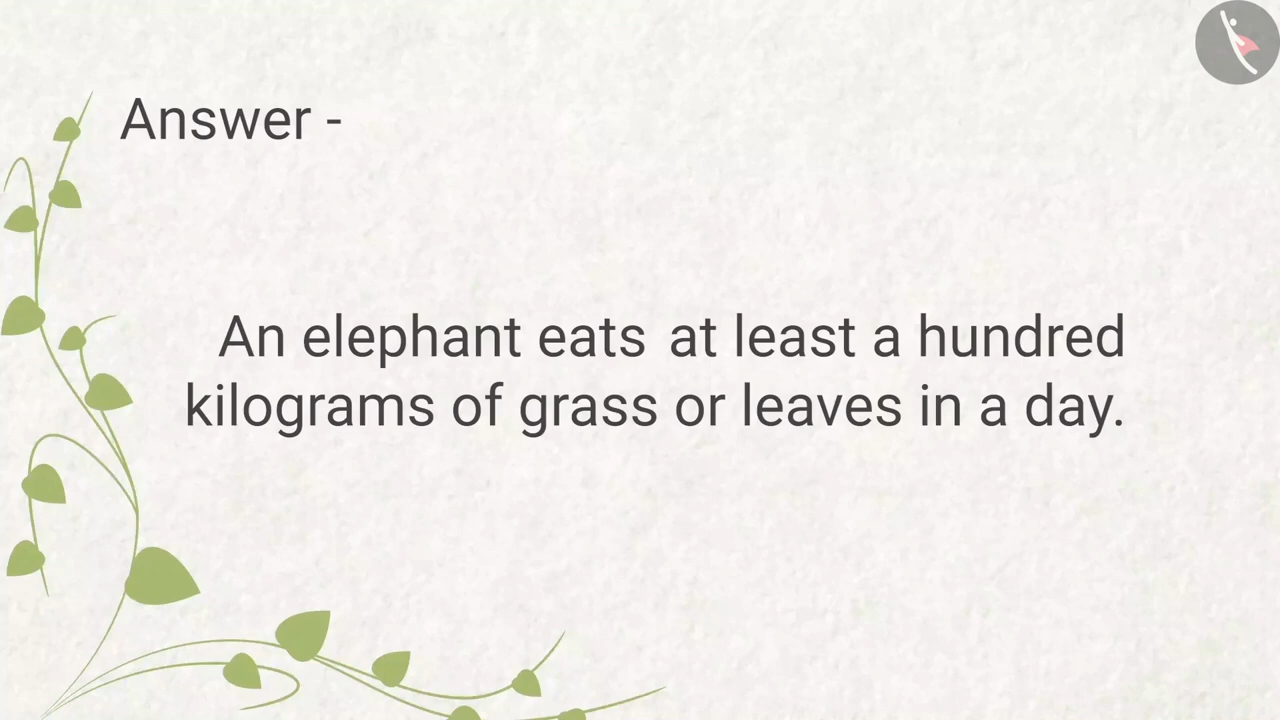 Answer -
An elephant eats at least a hundred
kilograms of grass or leaves in a day.